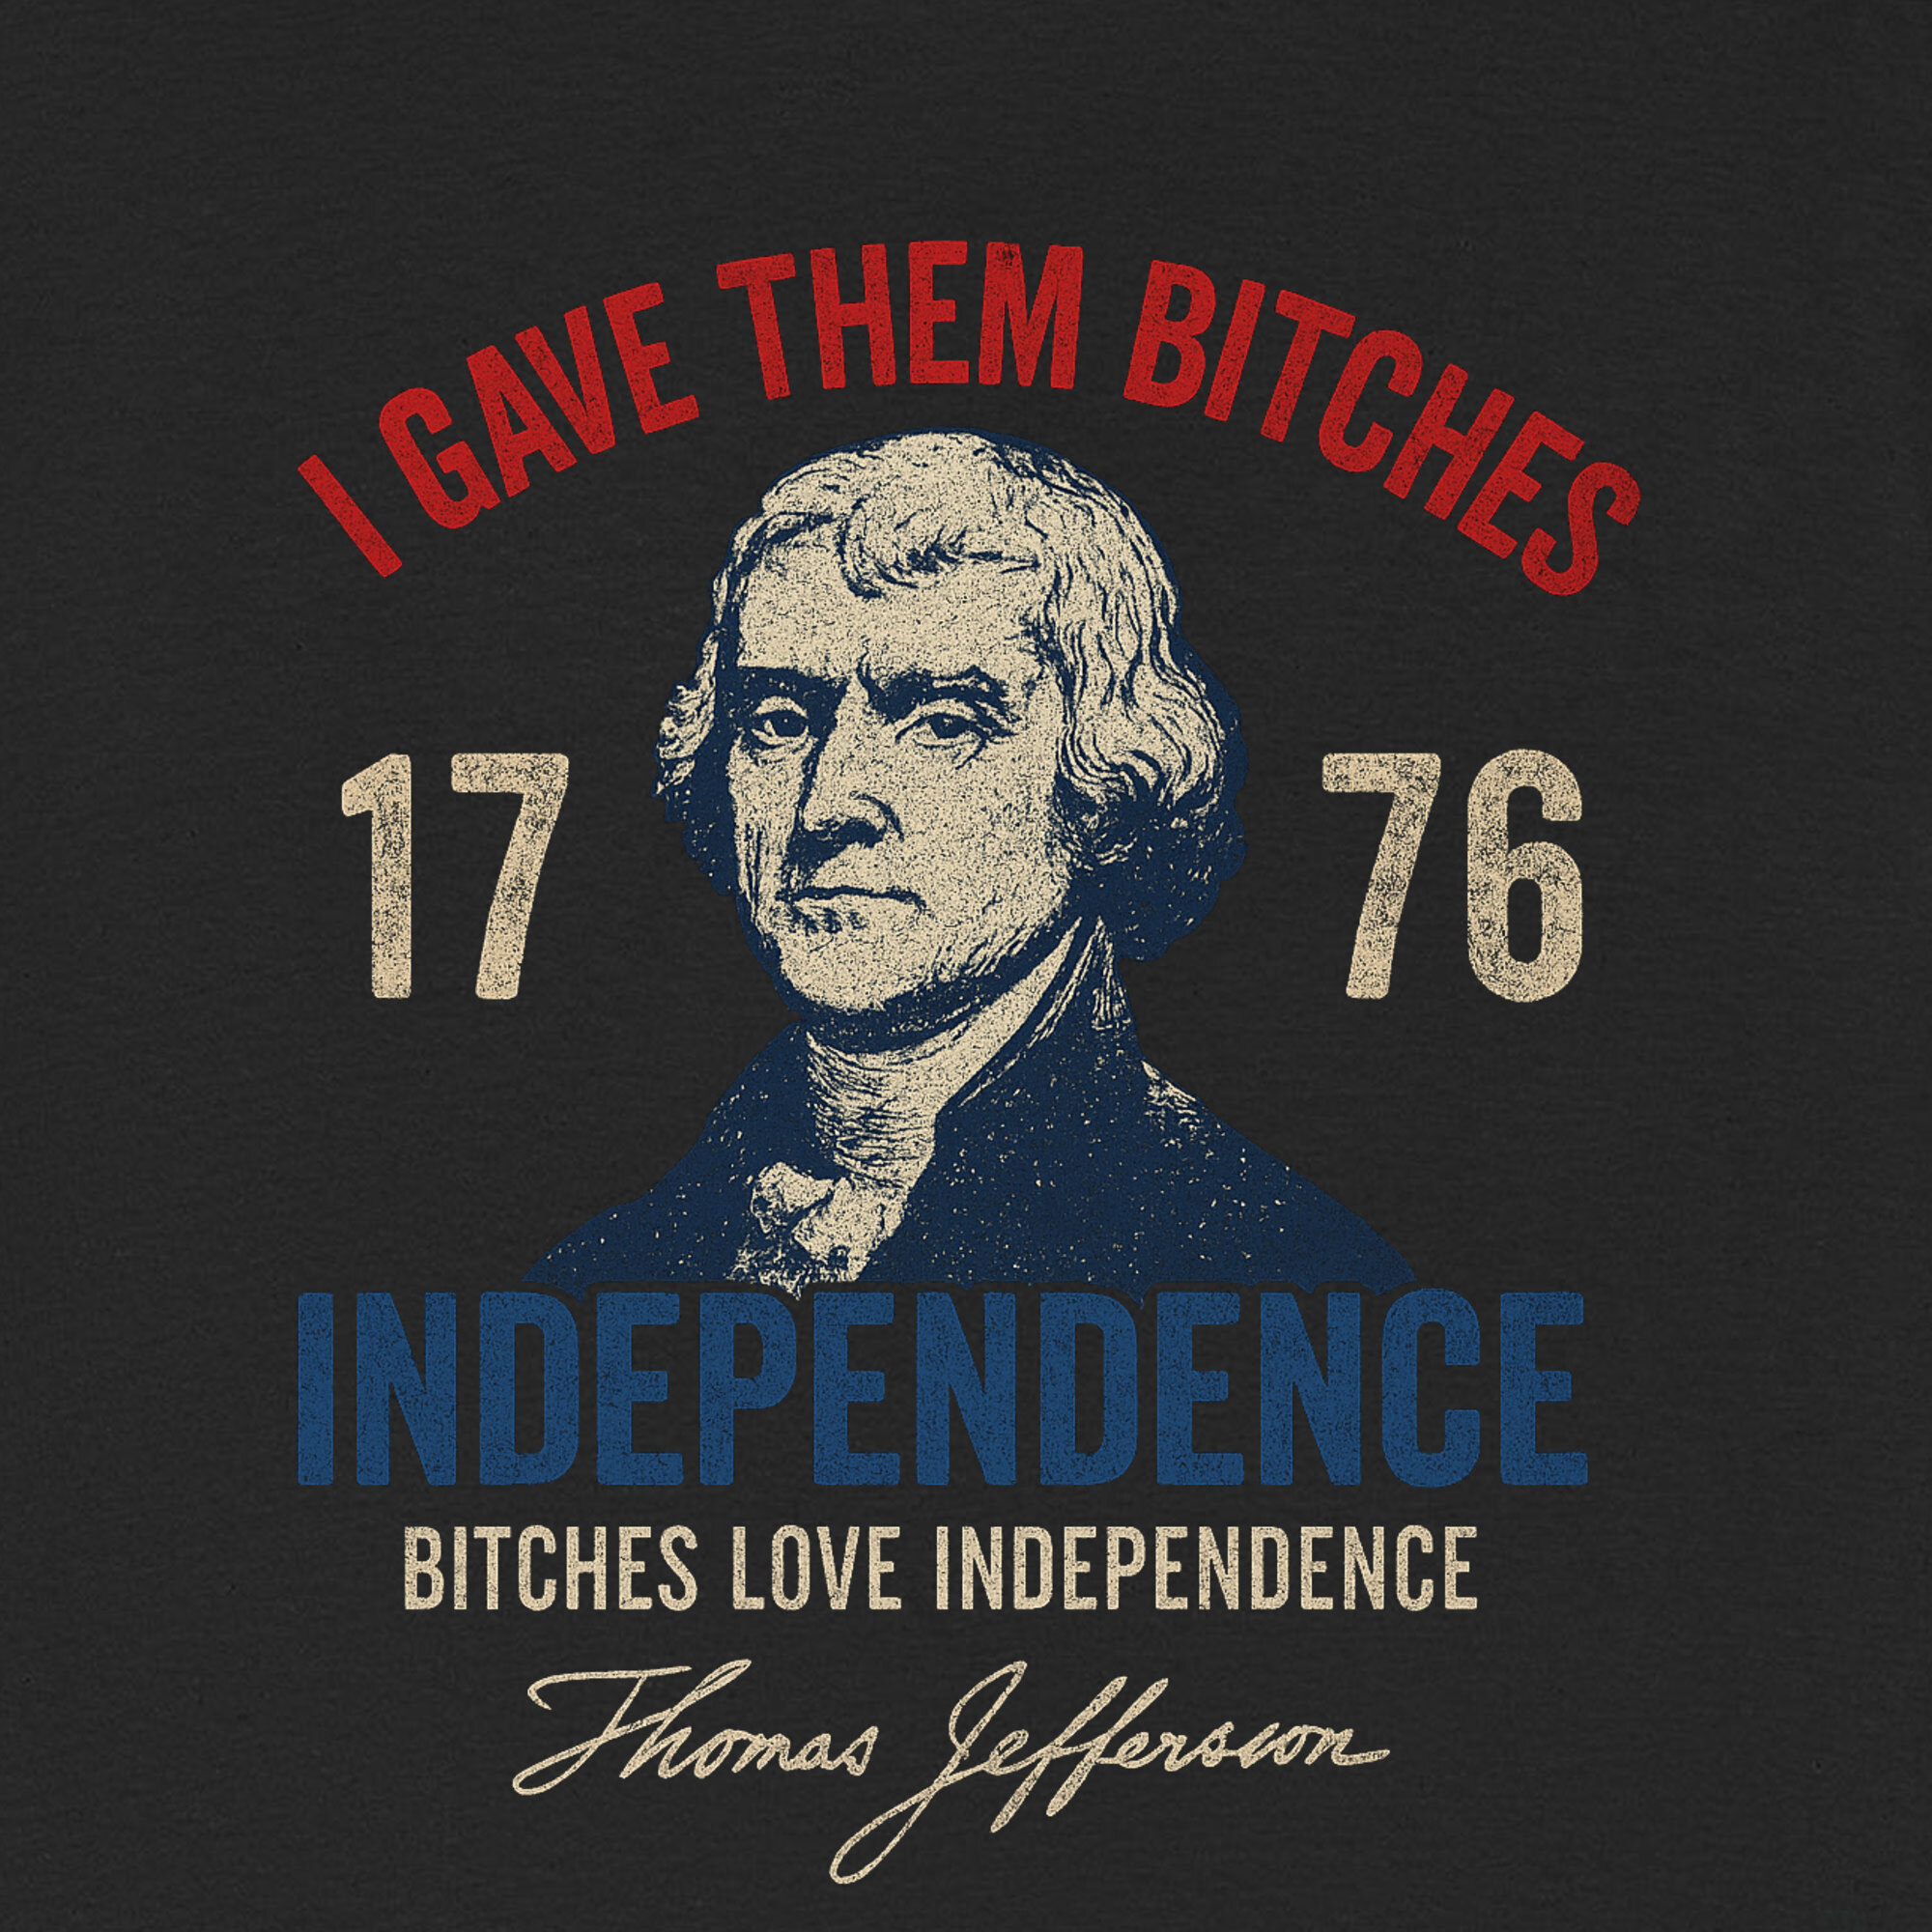 I GAVE THEM BITCHES
17 76
INDEPENDENCE
BITCHES LOVE INDEPENDENCE
Thomas Jefferson